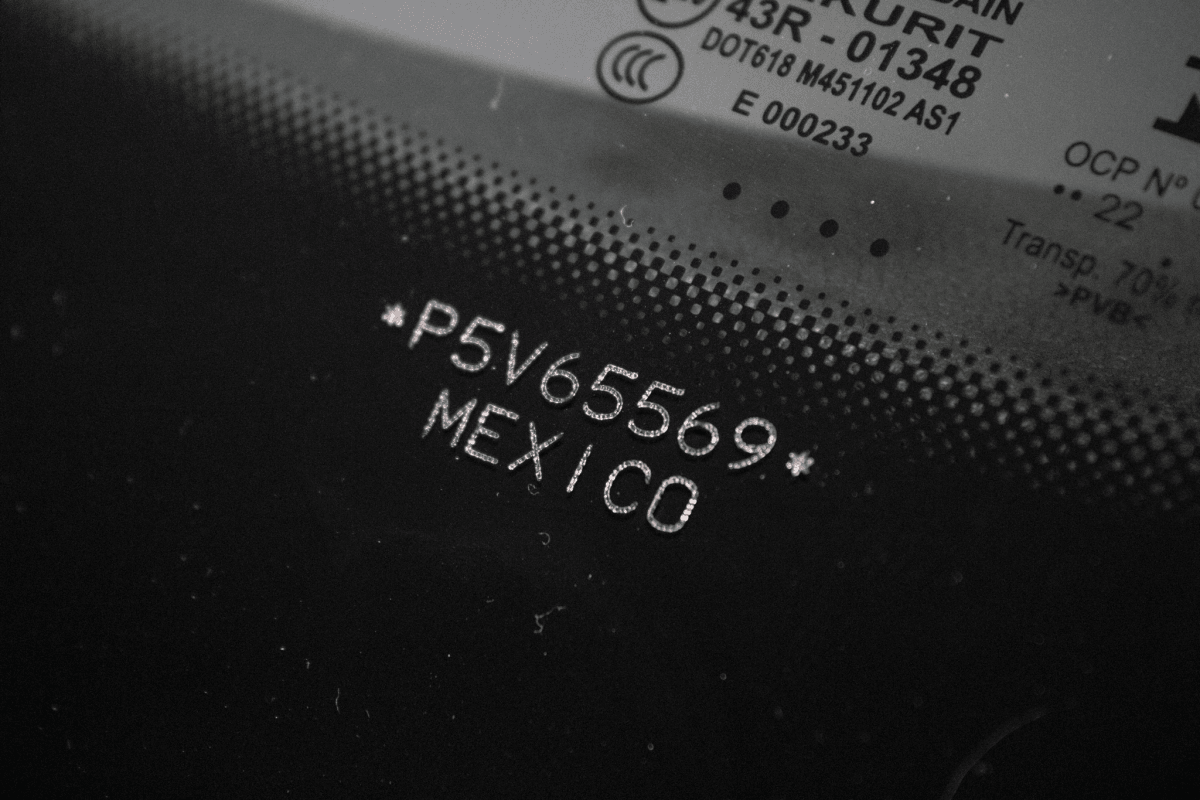 43R - 01348
DOT618 M451102 AS1
E 000233
OCP Nº
22
Transp. 70%
>PVB<
*P5V65569*
MEXICO